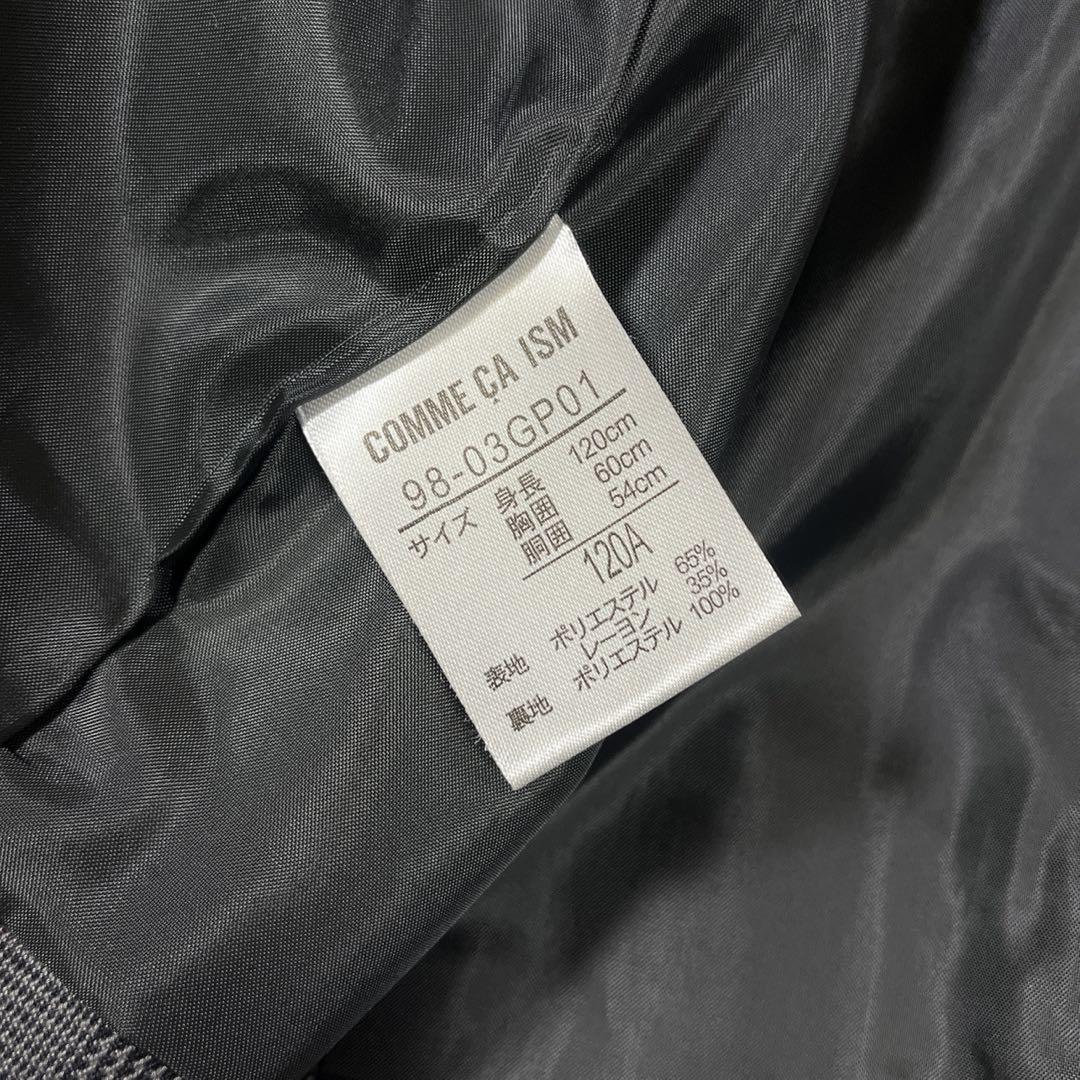 COMME ÇA ISM
98-03GP01
サイズ 身長 120cm
胸囲 60cm
胴囲 54cm
120A
表地 ポリエステル 65%
レーヨン 35%
裏地 ポリエステル 100%